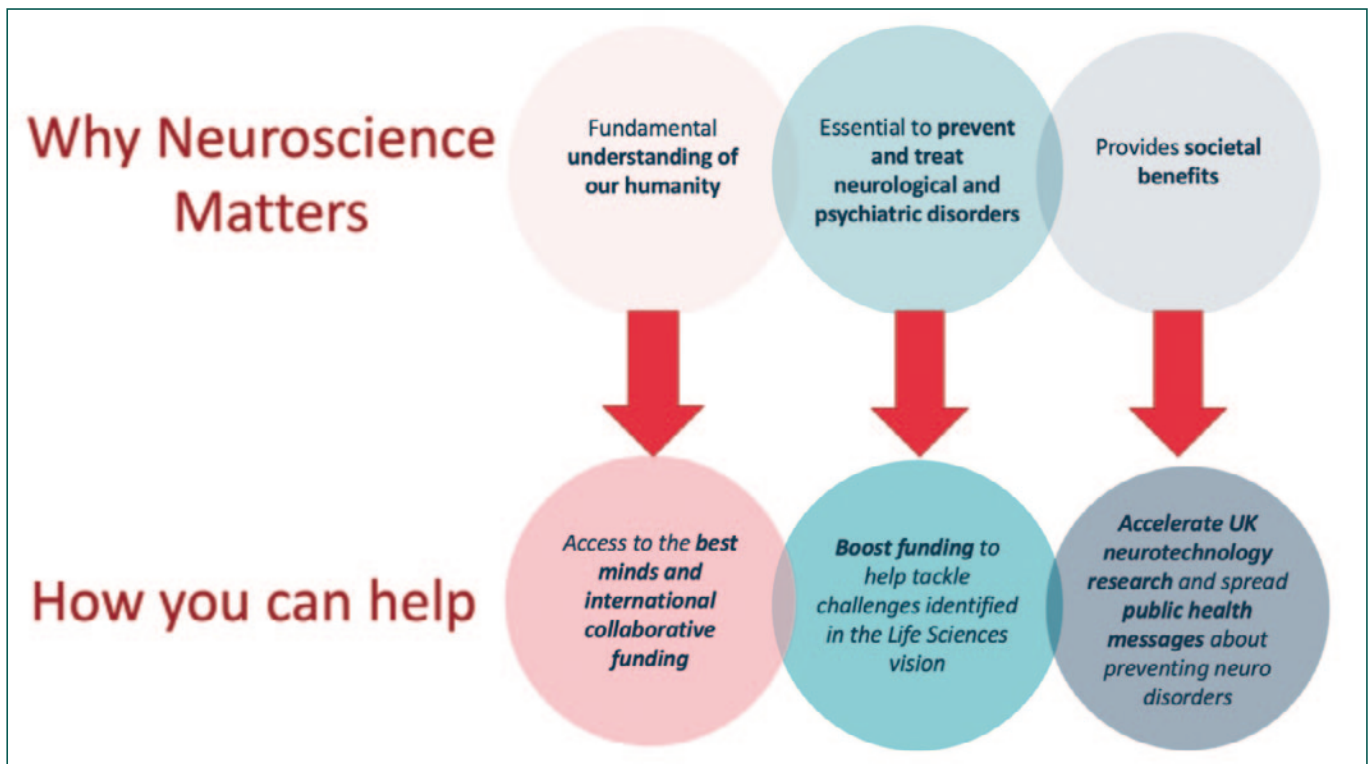 Why Neuroscience
Matters
Fundamental
understanding of
our humanity
Essential to prevent
and treat
neurological and
psychiatric disorders
Provides societal
benefits
How you can help
Access to the best
minds and
international
collaborative
funding
Boost funding to
help tackle
challenges identified
in the Life Sciences
vision
Accelerate UK
neurotechnology
research and spread
public health
messages about
preventing neuro
disorders